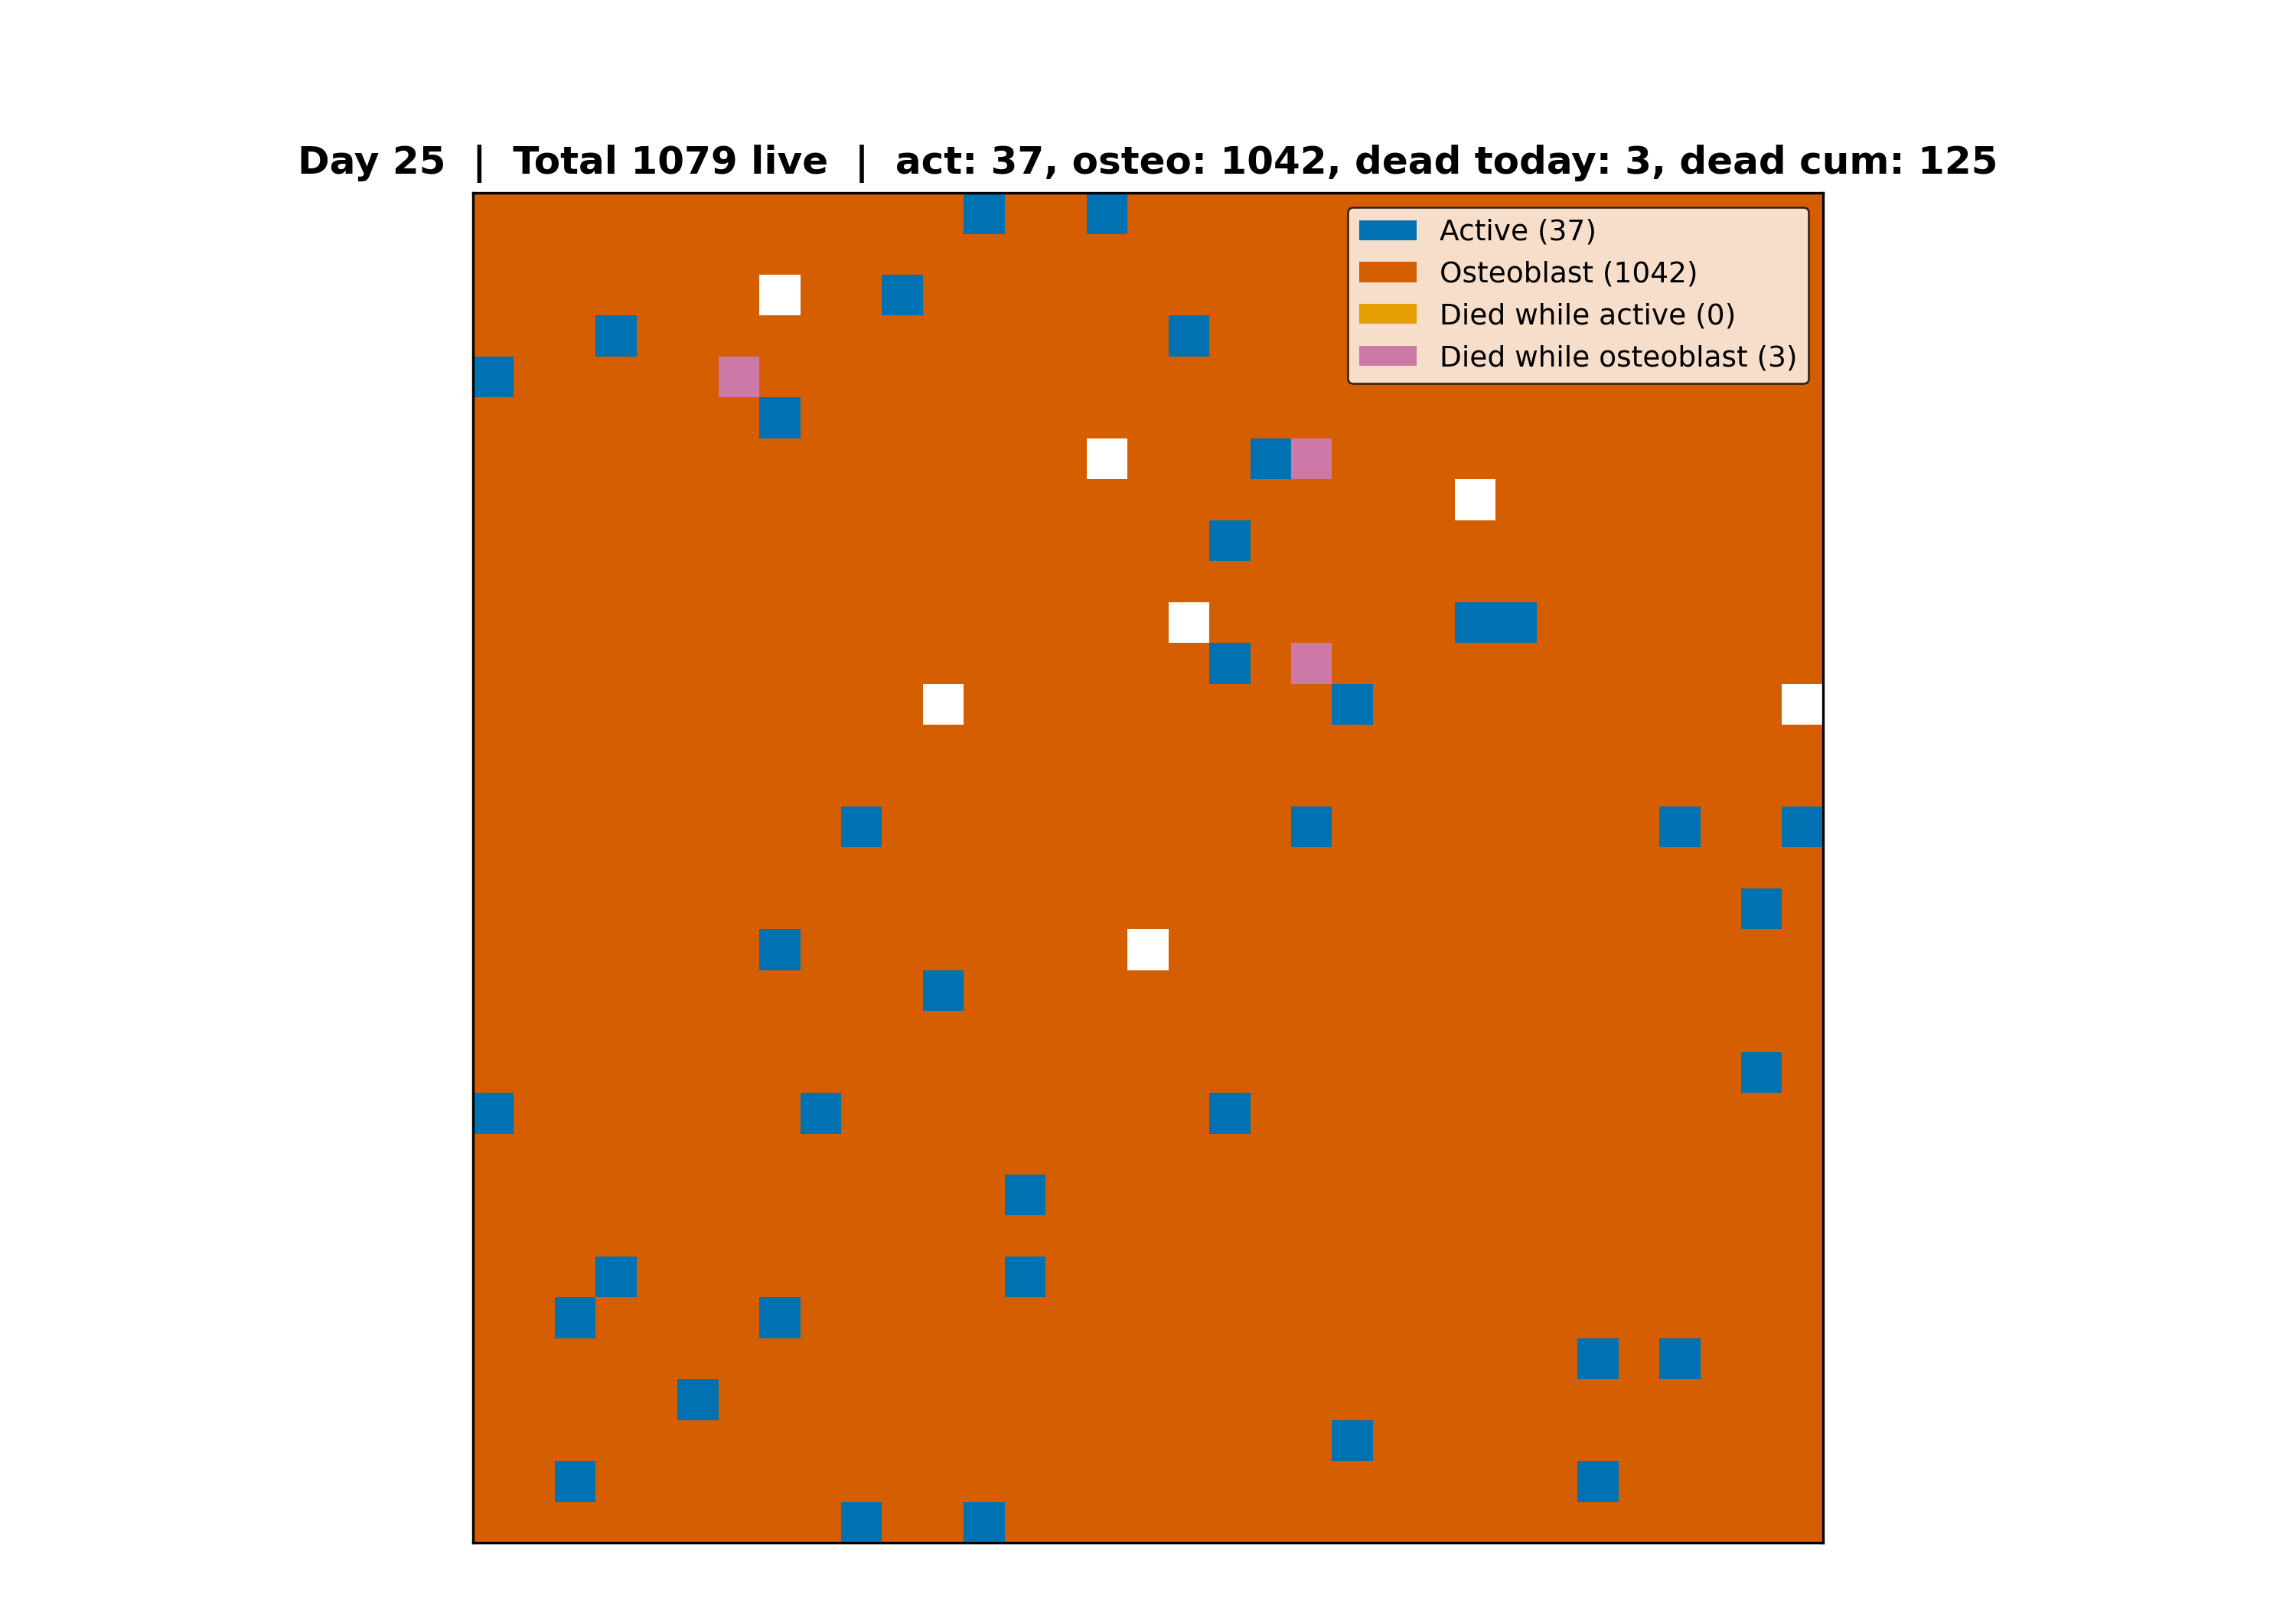 Day 25 | Total 1079 live | act: 37, osteo: 1042, dead today: 3, dead cum: 125
Active (37)
Osteoblast (1042)
Died while active (0)
Died while osteoblast (3)